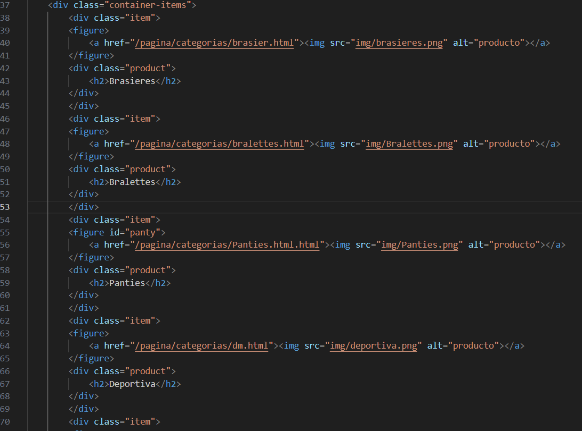 37 <div class="container-items">
38 <div class="item">
39 <figure>
40 <a href="/pagina/categorias/brasier.html"><img src="img/brasieres.png" alt="producto"></a>
41 </figure>
42 <div class="product">
43 <h2>Brasieres</h2>
44 </div>
45 </div>
46 <div class="item">
47 <figure>
48 <a href="/pagina/categorias/bralettes.html"><img src="img/Bralettes.png" alt="producto"></a>
49 </figure>
50 <div class="product">
51 <h2>Bralettes</h2>
52 </div>
53 </div>
54 <div class="item">
55 <figure id="panty">
56 <a href="/pagina/categorias/Panties.html.html"><img src="img/Panties.png" alt="producto"></a>
57 </figure>
58 <div class="product">
59 <h2>Panties</h2>
60 </div>
61 </div>
62 <div class="item">
63 <figure>
64 <a href="/pagina/categorias/dm.html"><img src="img/deportiva.png" alt="producto"></a>
65 </figure>
66 <div class="product">
67 <h2>Deportiva</h2>
68 </div>
69 </div>
70 <div class="item">